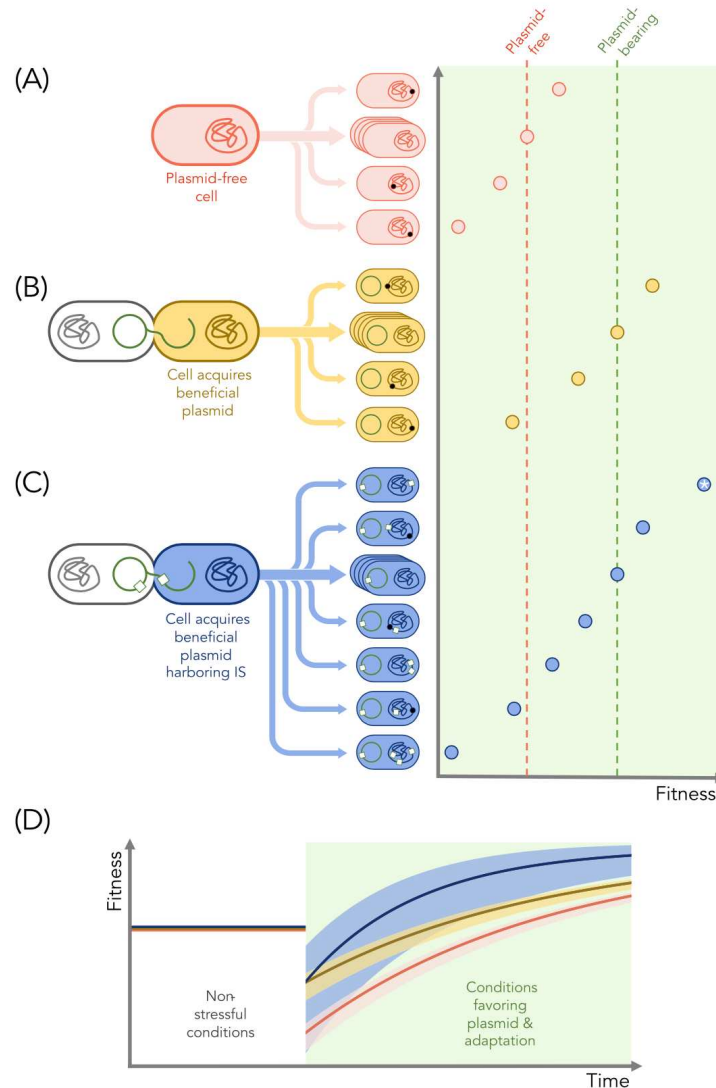 Plasmid-
free
Plasmid-
bearing
(A)
Plasmid-free
cell
(B)
Cell acquires
beneficial
plasmid
(C)
*
Cell acquires
beneficial
plasmid
harboring IS
Fitness
(D)
Fitness
Non-
stressful
conditions
Conditions
favoring
plasmid &
adaptation
Time